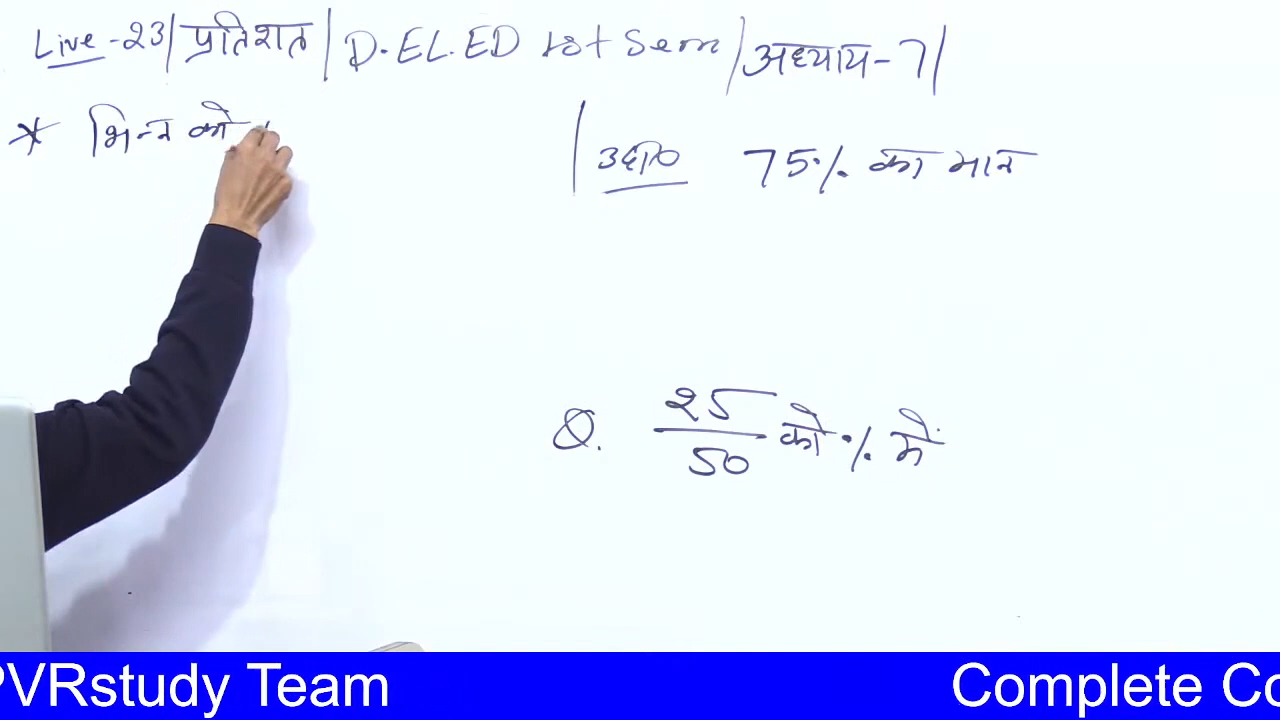 Live-23|प्रतिशत|D.EL.ED 1st Sem|अध्याय-7|
* भिन्न को
उदा० 75% का मान
Q. 25/50 को % में
PVRstudy Team Complete Co